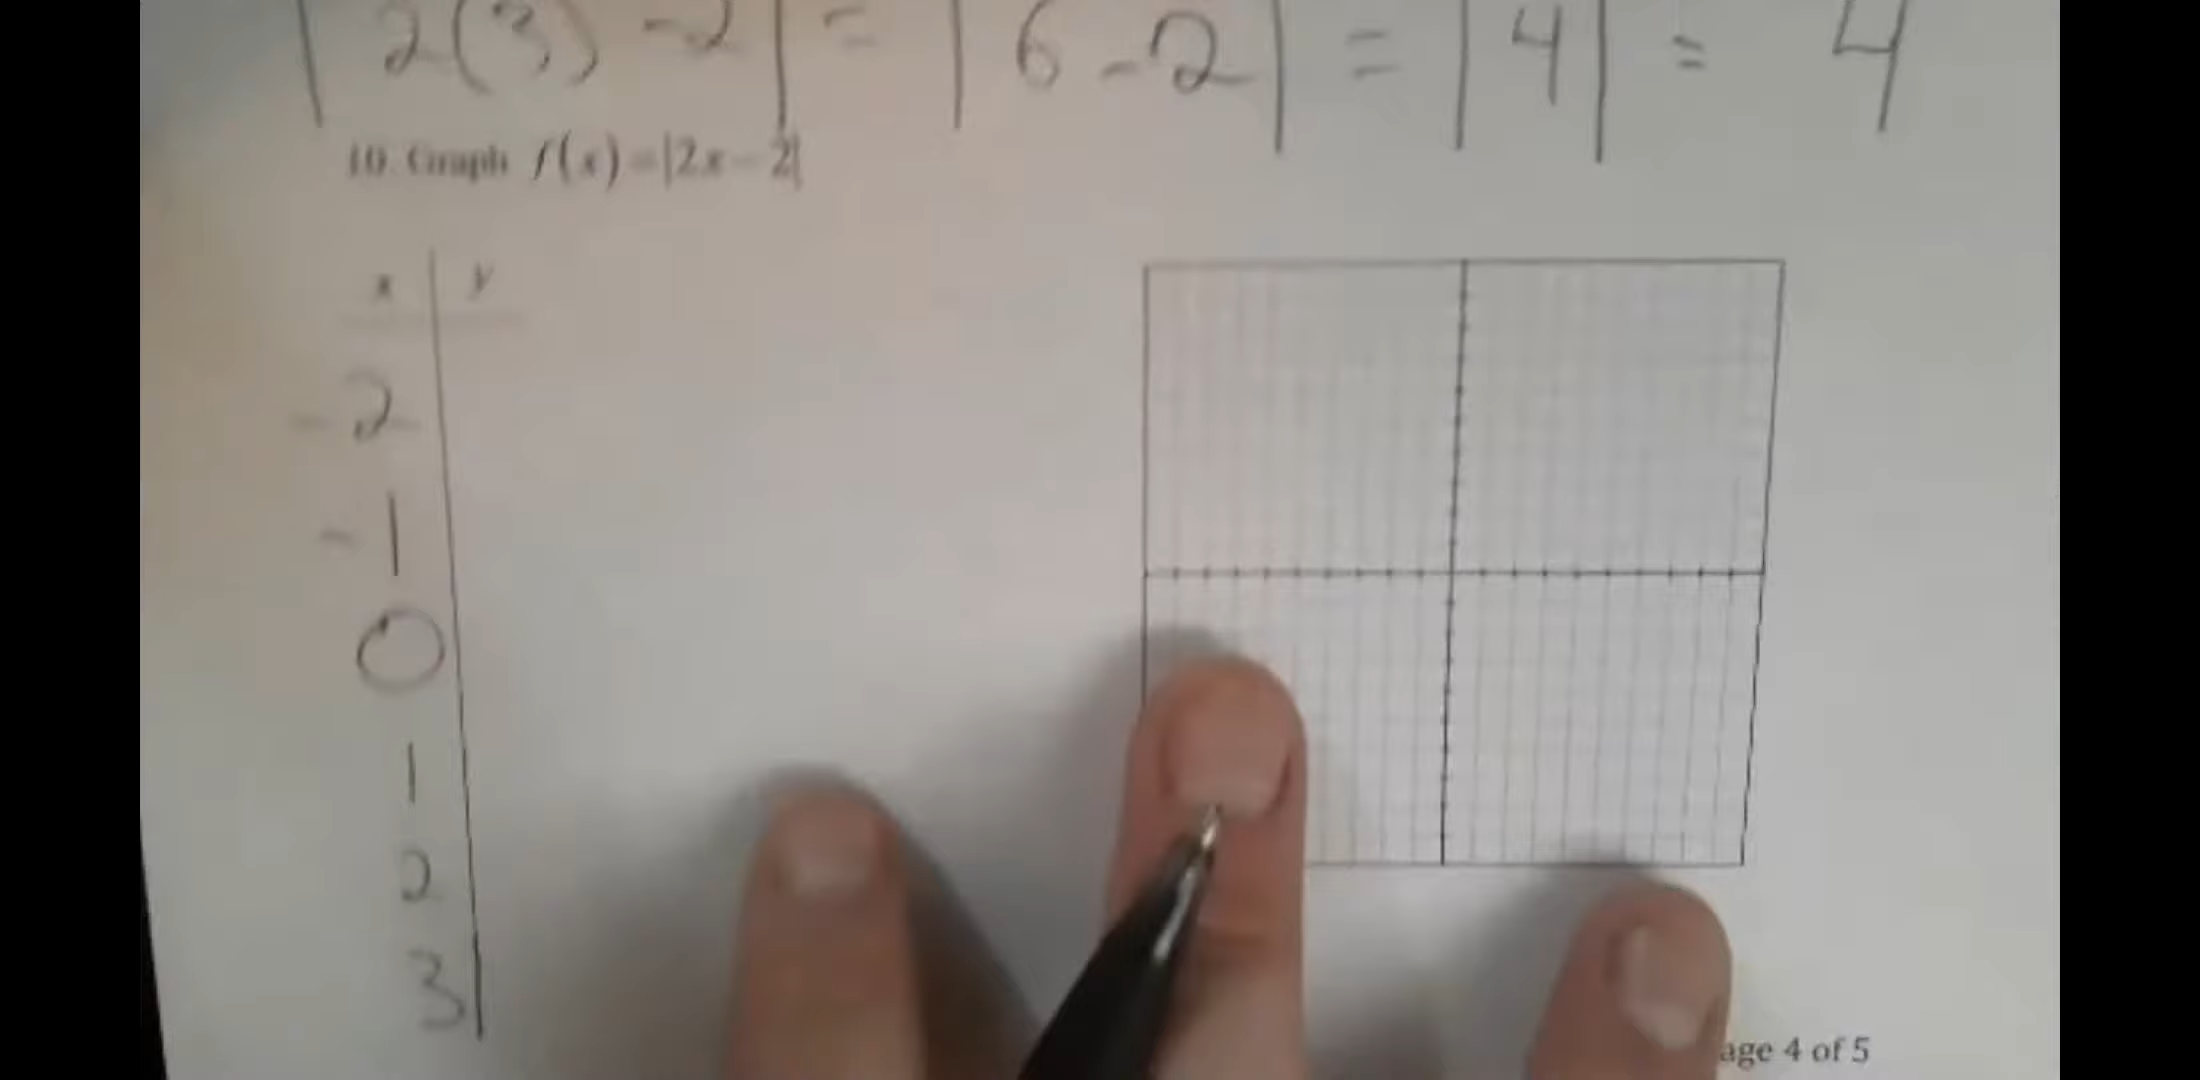 |2(3)-2| = |6-2| = |4| = 4
10. Graph f(x)=|2x-2|
x y
-2
-1
0
1
2
3
age 4 of 5